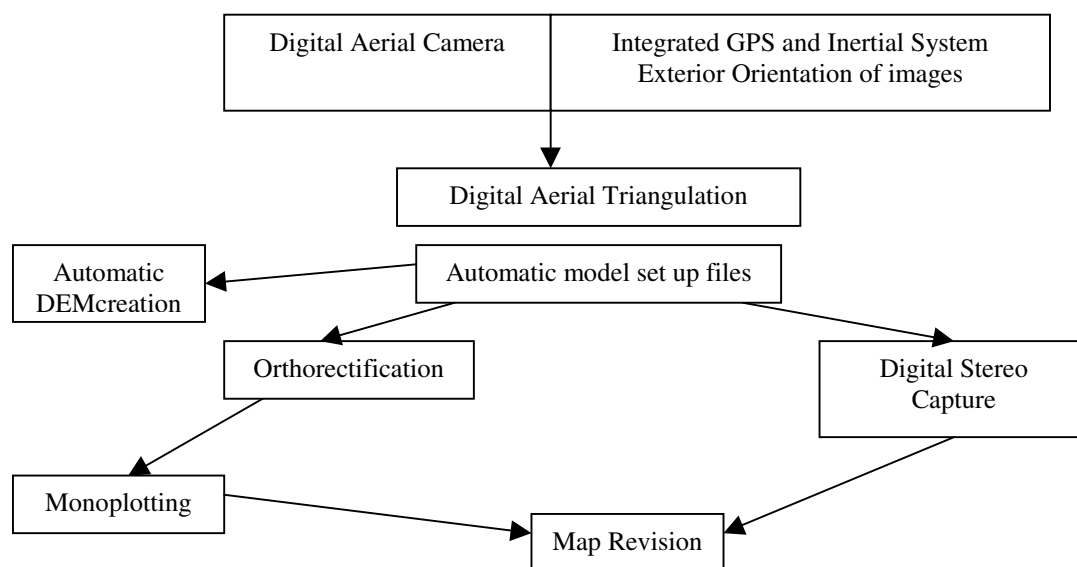 Digital Aerial Camera
Integrated GPS and Inertial System
Exterior Orientation of images
Digital Aerial Triangulation
Automatic
DEMcreation
Automatic model set up files
Orthorectification
Digital Stereo
Capture
Monoplotting
Map Revision